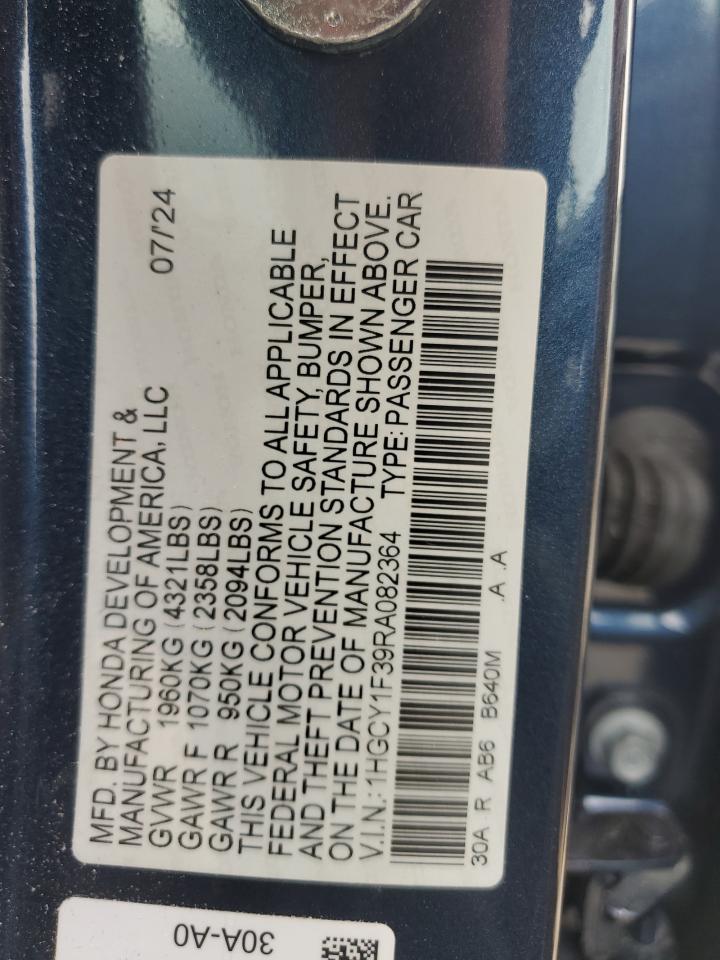 MFD. BY HONDA DEVELOPMENT &
MANUFACTURING OF AMERICA, LLC 07/'24
GVWR 1960KG (4321LBS)
GAWR F 1070KG (2358LBS)
GAWR R 950KG (2094LBS)
THIS VEHICLE CONFORMS TO ALL APPLICABLE
FEDERAL MOTOR VEHICLE SAFETY, BUMPER,
AND THEFT PREVENTION STANDARDS IN EFFECT
ON THE DATE OF MANUFACTURE SHOWN ABOVE.
V.I.N.: 1HGCY1F39RA082364 TYPE: PASSENGER CAR
30A - R AB6 B640M .A .A
30A-A0